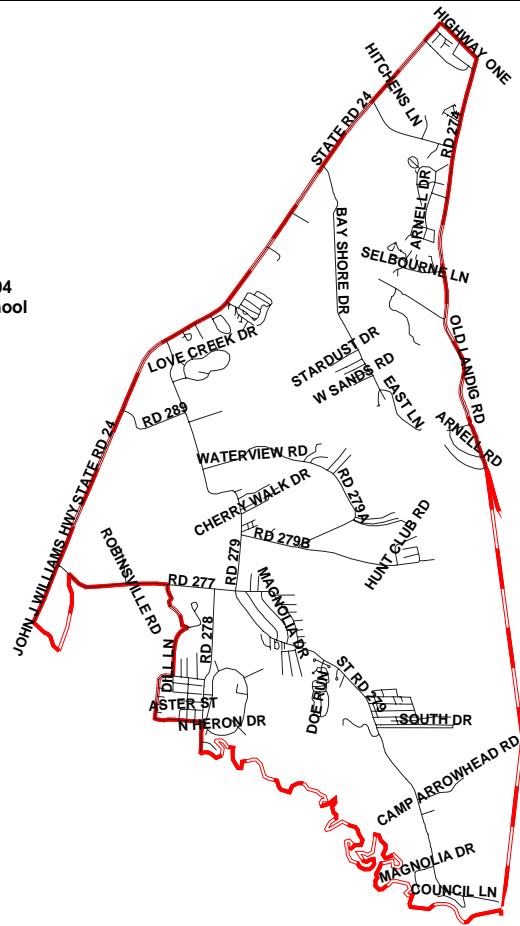 HIGHWAY ONE
HITCHENS LN
STATE RD 24
RD 274
ARNELL DR
BAY SHORE DR
SELBOURNE LN
04
hool
LOVE CREEK DR
STARDUST DR
W SANDS RD
OLD LANDIG RD
EAST LN
RD 289
ARNELL RD
JOHN J WILLIAMS HWY STATE RD 24
WATERVIEW RD
RD 279A
CHERRY WALK DR
HUNT CLUB RD
RD 279B
ROBINSVILLE RD
RD 279
RD 277
MAGNOLIA DR
RD 278
DILL LN
ST RD 279
DOE RUN
ASTER ST
N HERON DR
SOUTH DR
CAMP ARROWHEAD RD
MAGNOLIA DR
COUNCIL LN